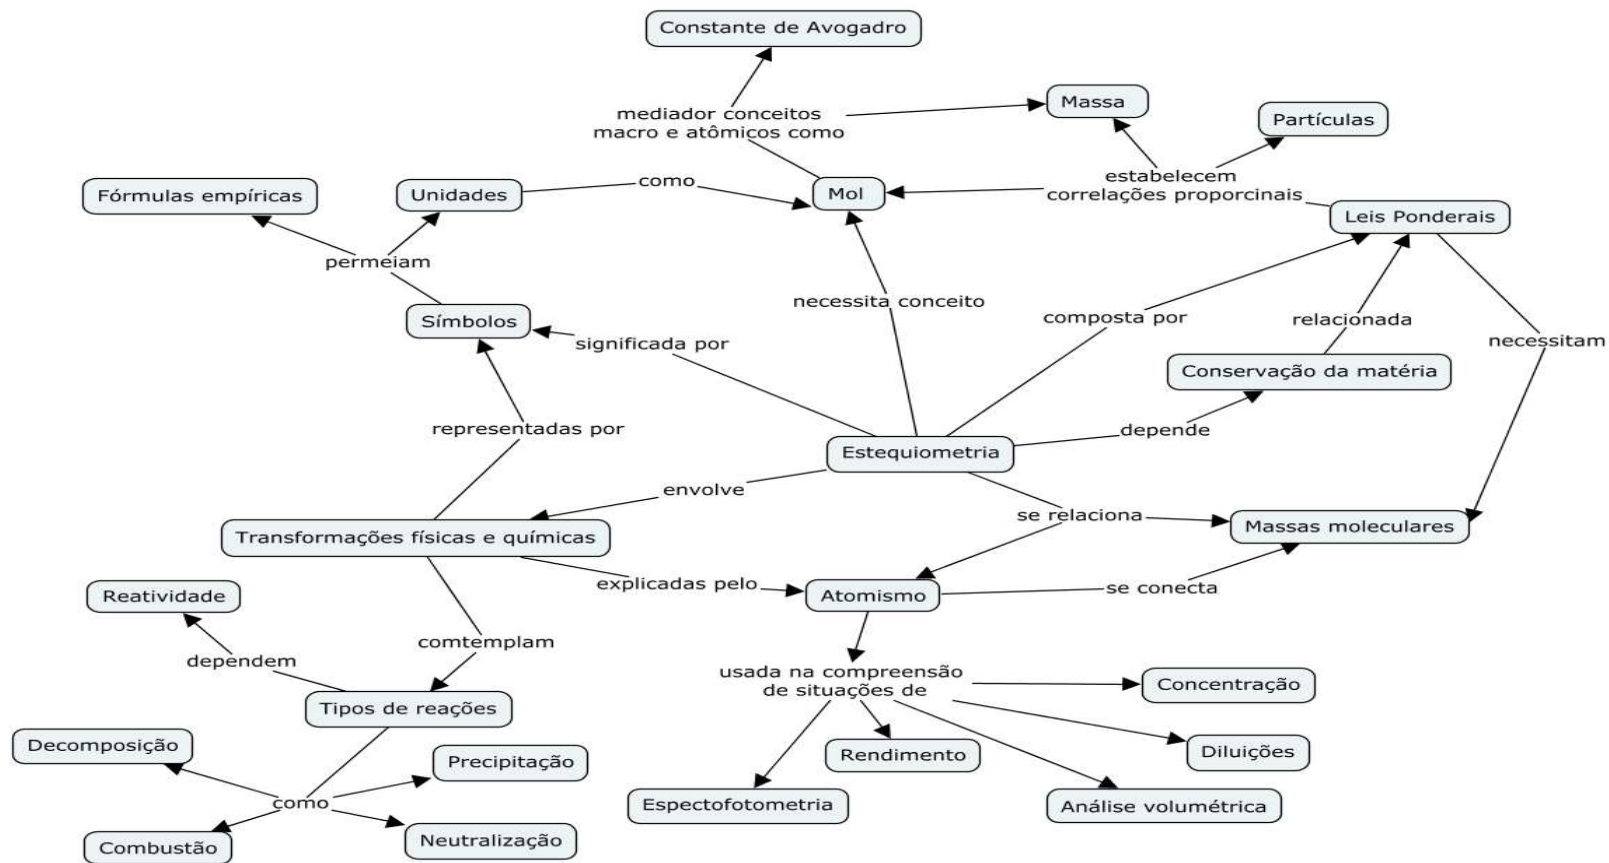 Constante de Avogadro
mediador conceitos
macro e atômicos como
Massa
Partículas
estabelecem
correlações proporcinais
Fórmulas empíricas
Unidades
como
Mol
Leis Ponderais
permeiam
Símbolos
significada por
necessita conceito
composta por
relacionada
necessitam
Conservação da matéria
representadas por
Estequiometria
depende
envolve
se relaciona
Massas moleculares
Transformações físicas e químicas
explicadas pelo
Atomismo
se conecta
Reatividade
dependem
comtemplam
Tipos de reações
usada na compreensão
de situações de
Concentração
Decomposição
Precipitação
Rendimento
Diluições
como
Espectofotometria
Análise volumétrica
Combustão
Neutralização